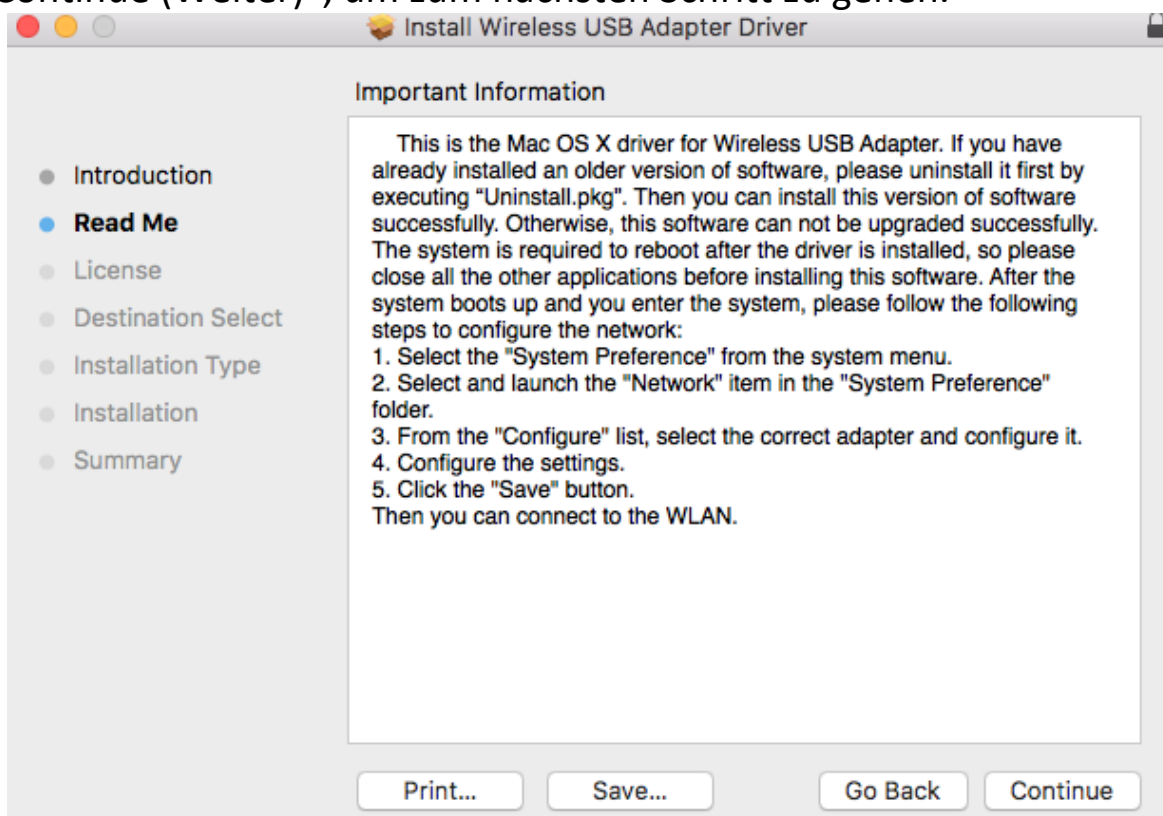 Continue (Weiter)“, um zum nächsten Schritt zu gehen.
Install Wireless USB Adapter Driver
Important Information
Introduction
Read Me
License
Destination Select
Installation Type
Installation
Summary
This is the Mac OS X driver for Wireless USB Adapter. If you have
already installed an older version of software, please uninstall it first by
executing “Uninstall.pkg". Then you can install this version of software
successfully. Otherwise, this software can not be upgraded successfully.
The system is required to reboot after the driver is installed, so please
close all the other applications before installing this software. After the
system boots up and you enter the system, please follow the following
steps to configure the network:
1. Select the "System Preference" from the system menu.
2. Select and launch the "Network" item in the "System Preference"
folder.
3. From the "Configure" list, select the correct adapter and configure it.
4. Configure the settings.
5. Click the "Save" button.
Then you can connect to the WLAN.
Print...
Save...
Go Back
Continue